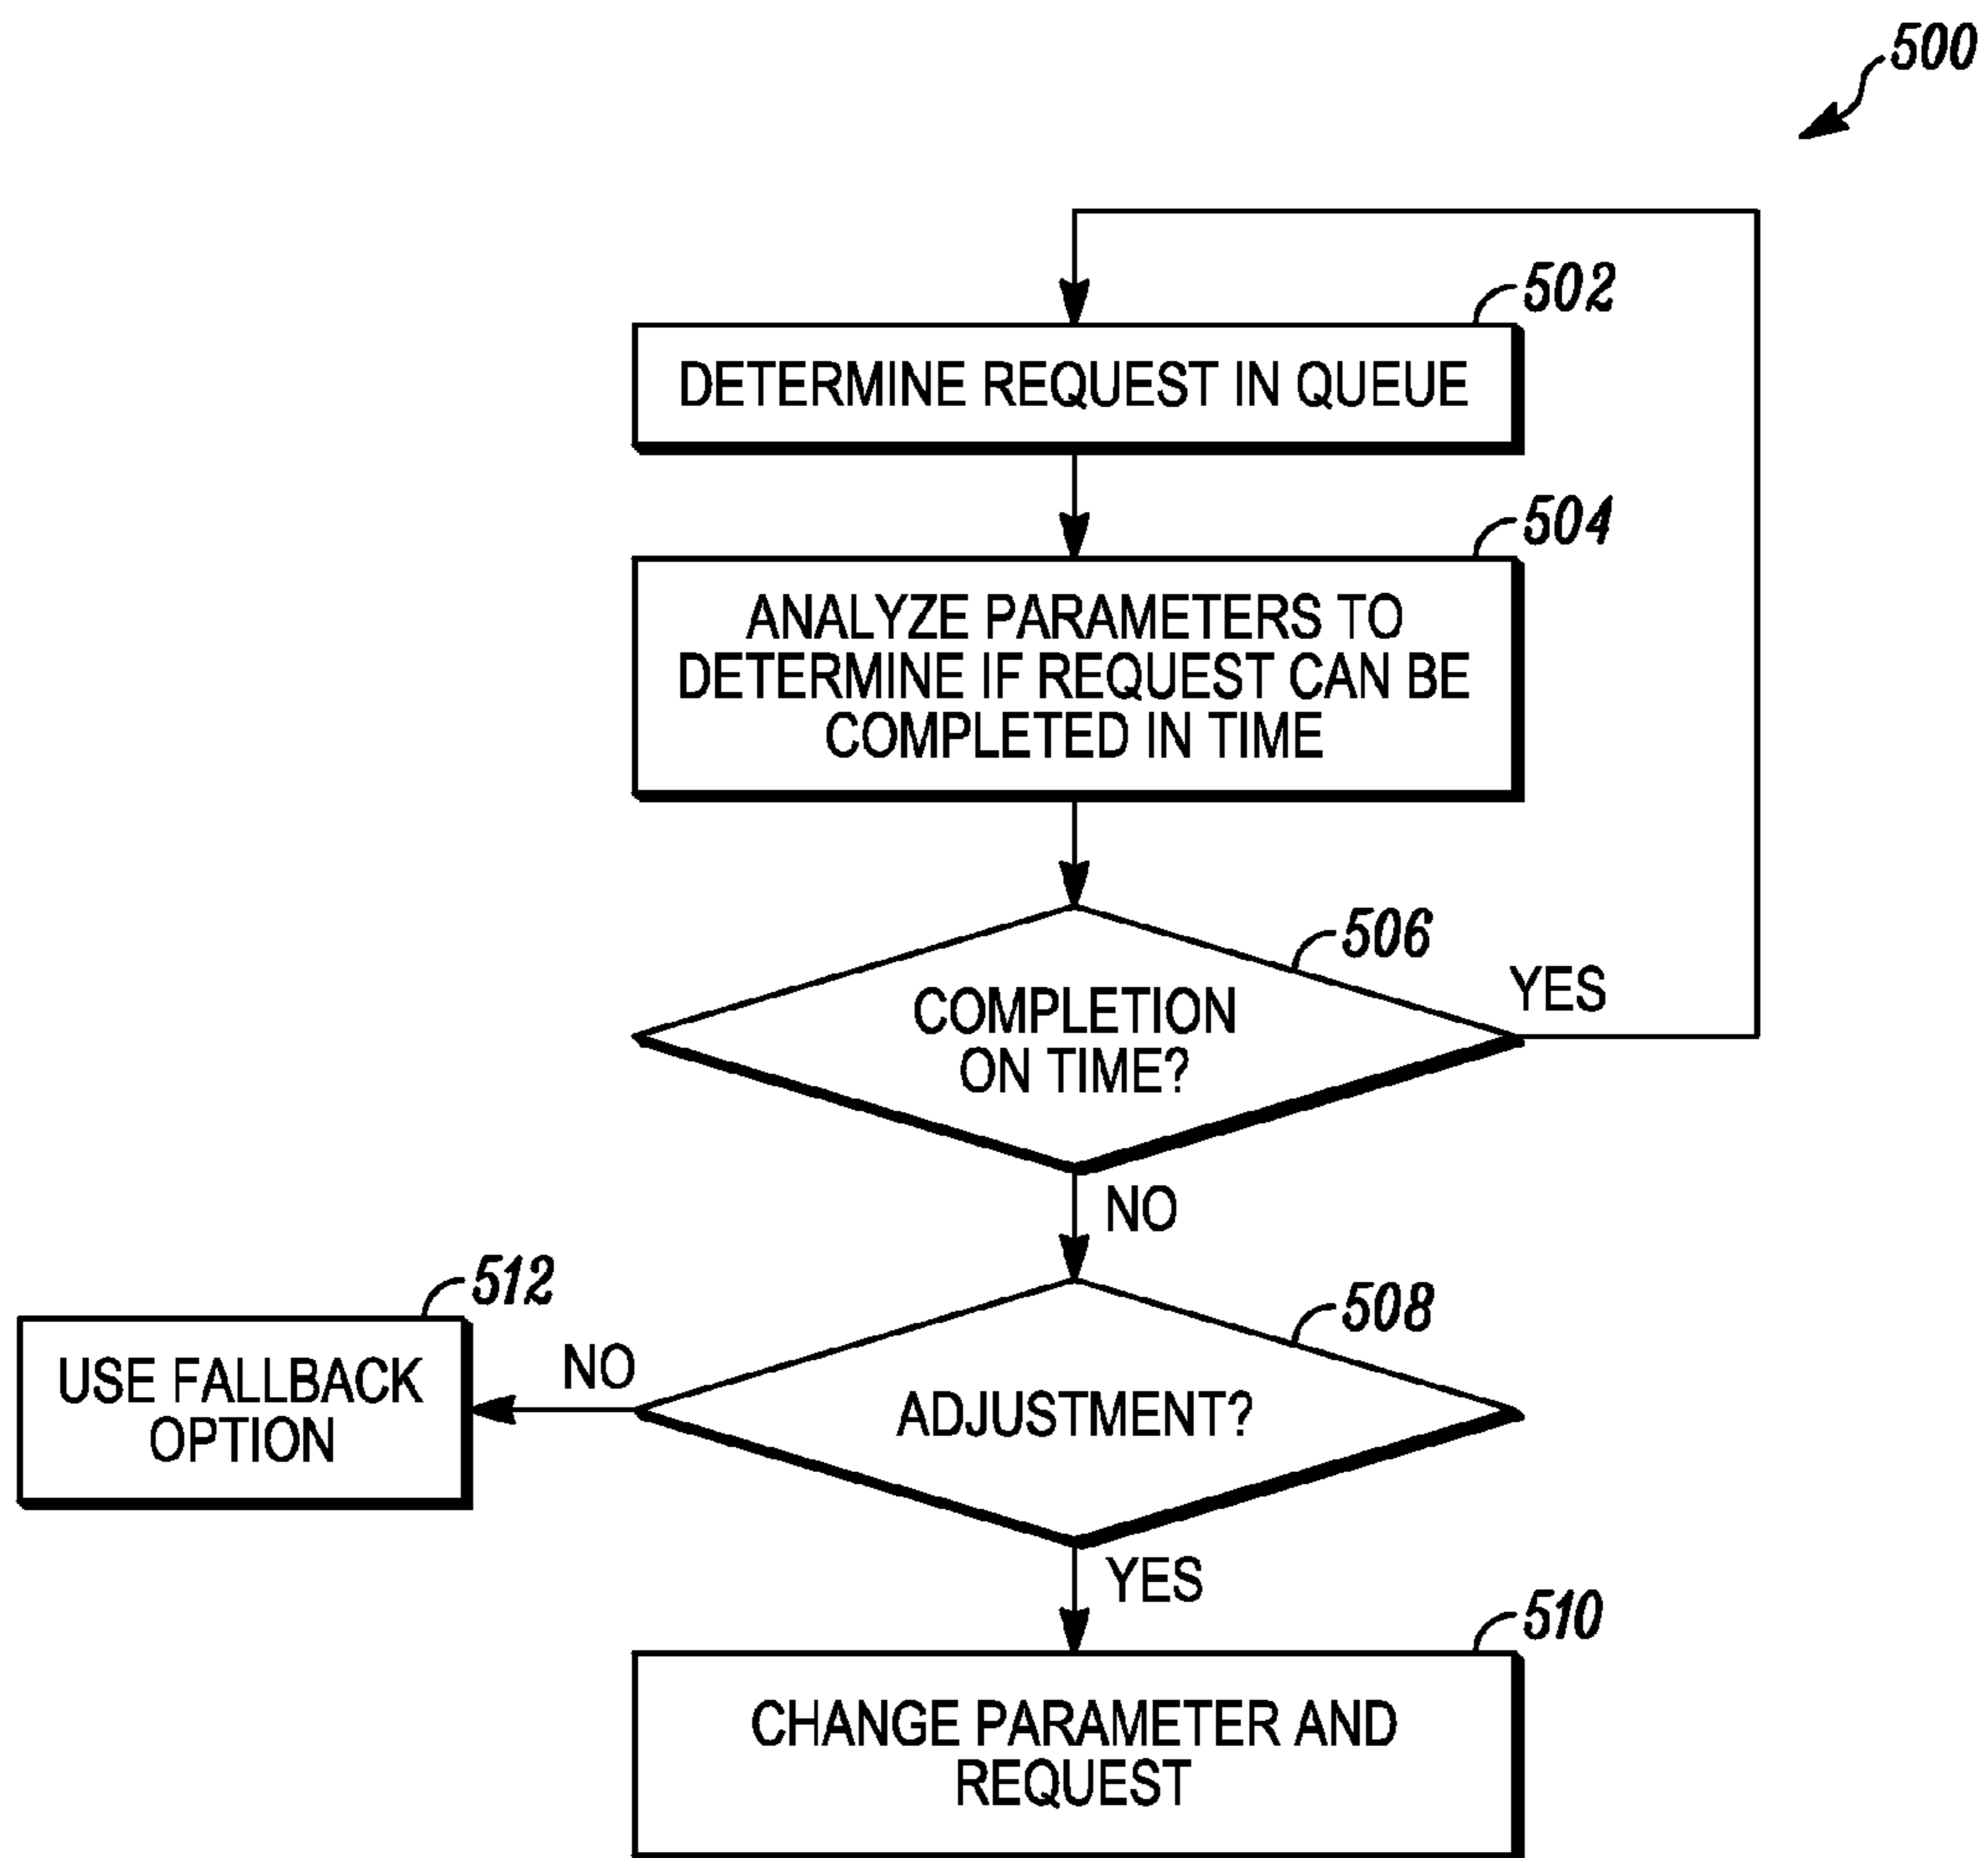 500
502
DETERMINE REQUEST IN QUEUE
504
ANALYZE PARAMETERS TO
DETERMINE IF REQUEST CAN BE
COMPLETED IN TIME
506
YES
COMPLETION
ON TIME?
NO
512
508
USE FALLBACK
OPTION
NO
ADJUSTMENT?
YES
510
CHANGE PARAMETER AND
REQUEST